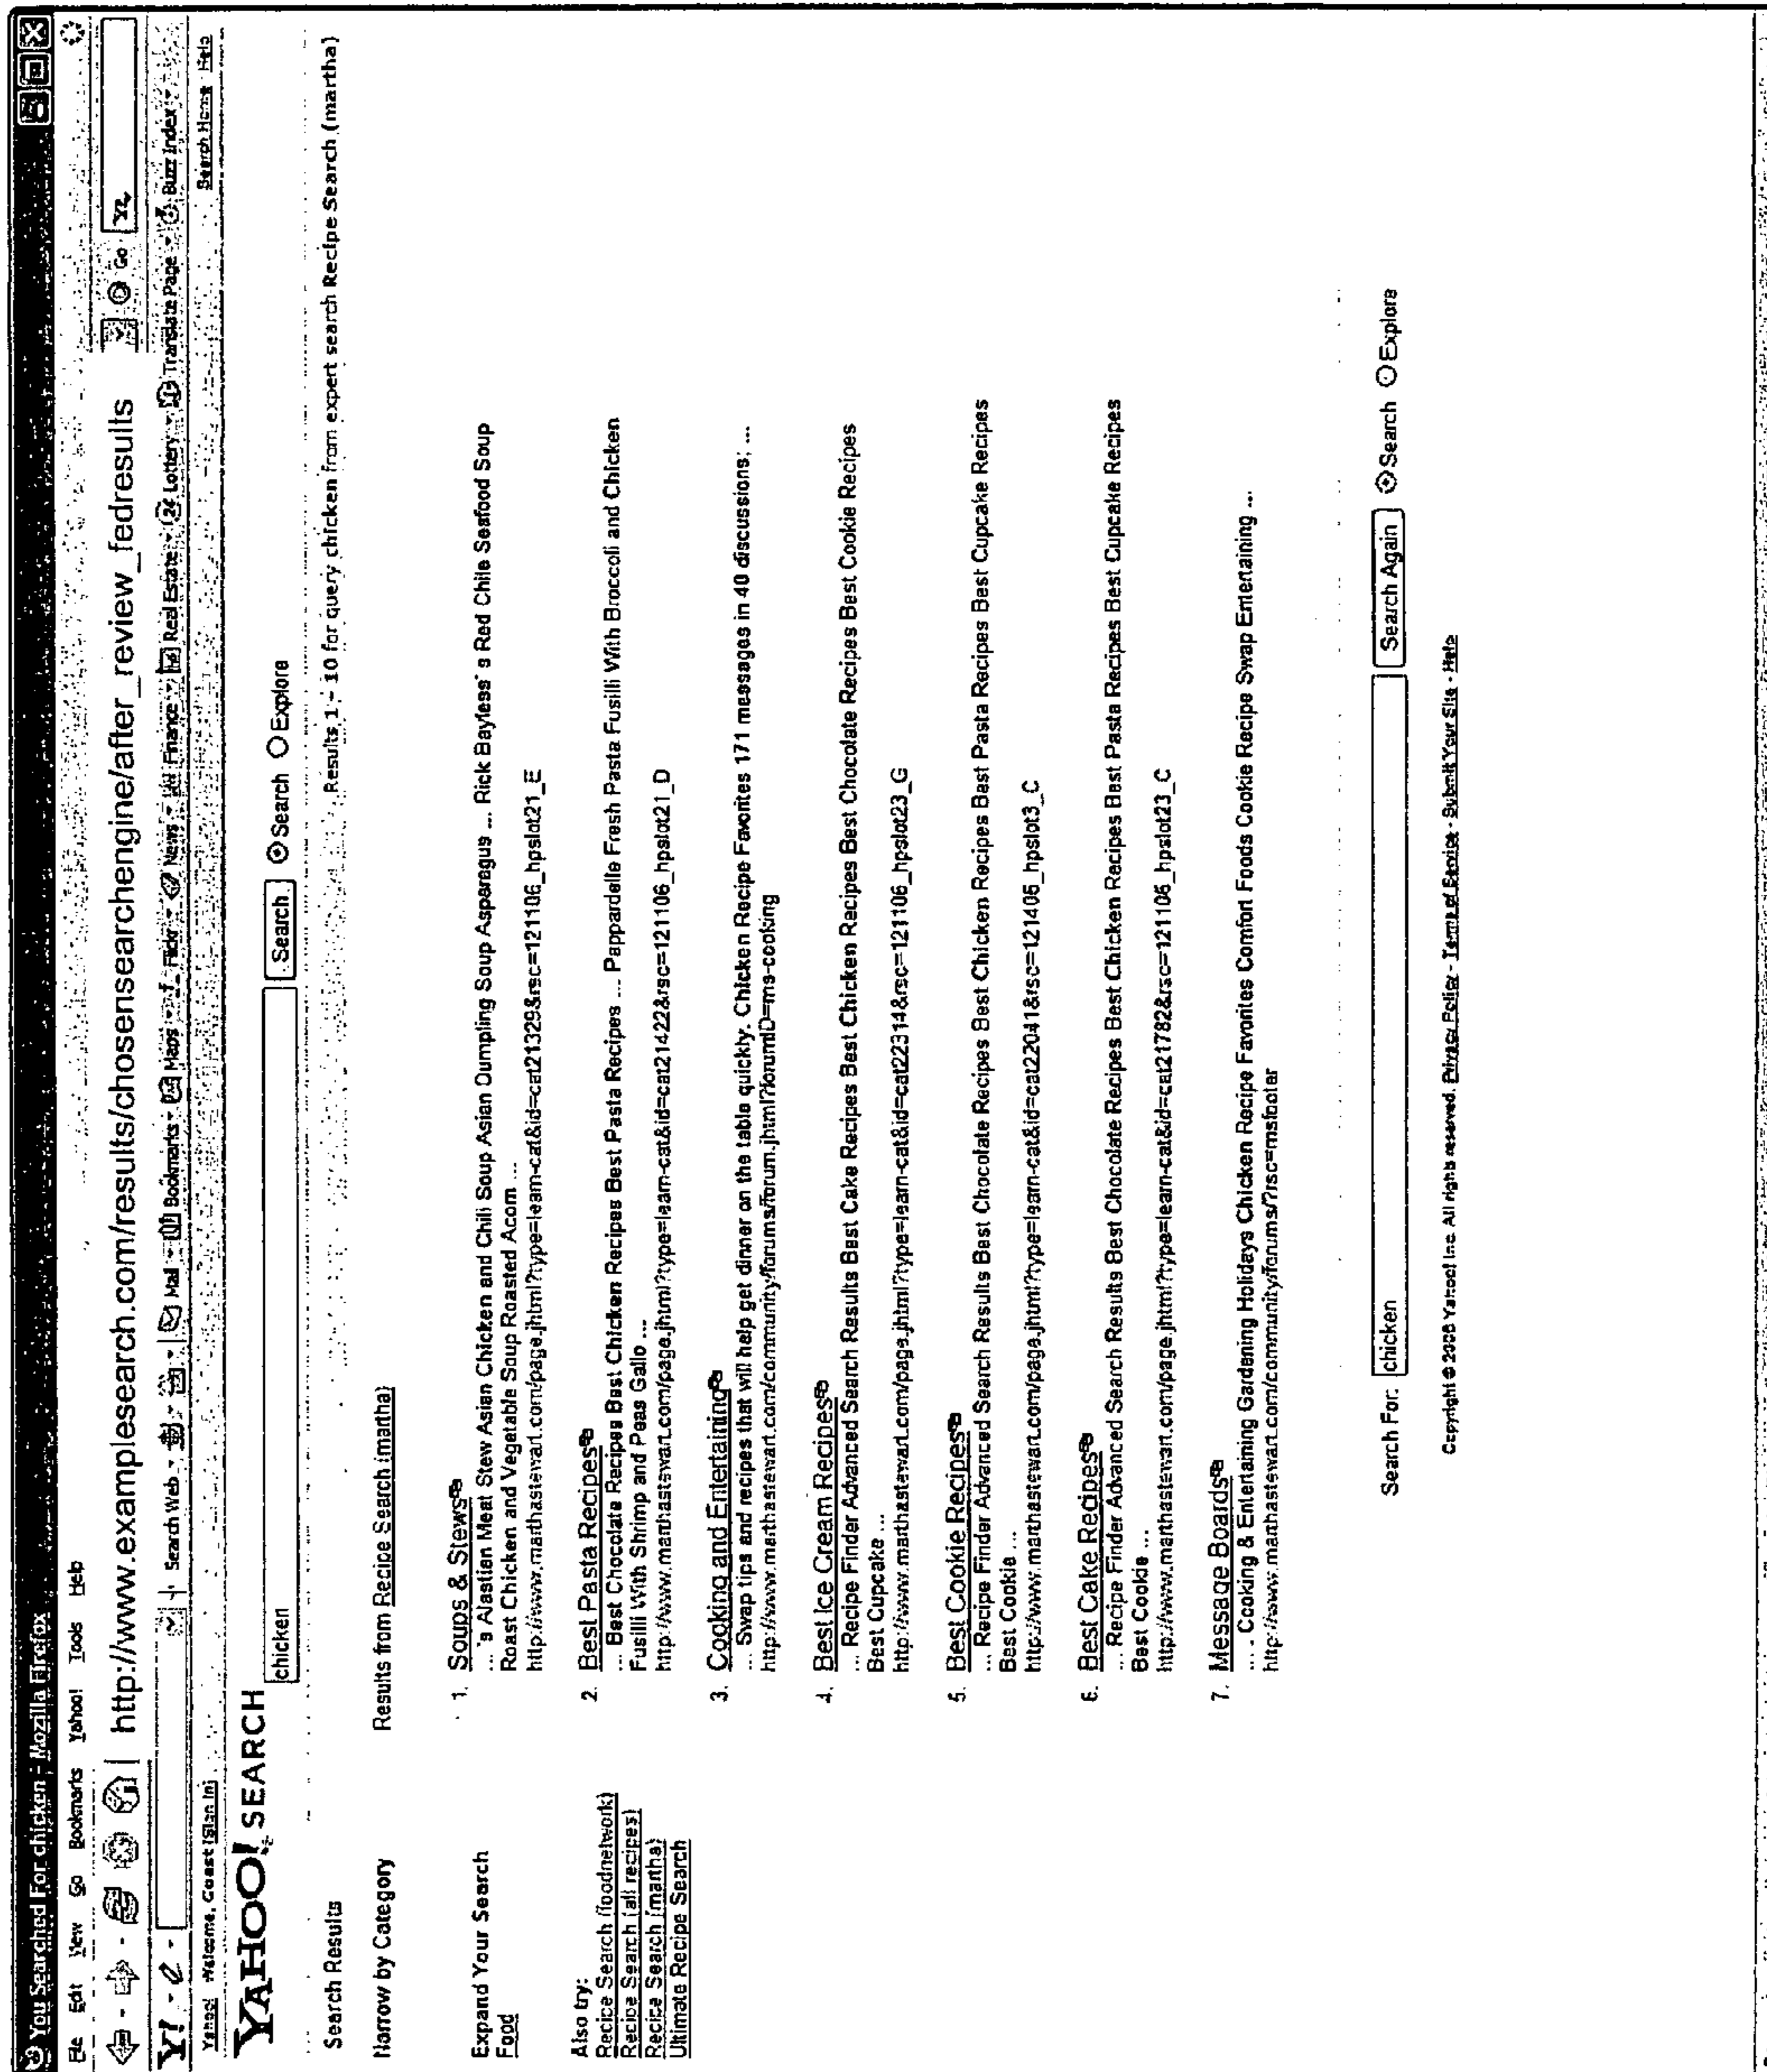 You Searched For chicken - Mozilla Firefox
File Edit View Go Bookmarks Yahoo! Tools Help
http://www.examplesearch.com/results/chosensearchengine/after_review_fedresults
Go
Y! Search Web Mail Bookmarks Maps Flickr News Finance Real Estate Lottery Translate Page Buzz Index
Yahoo! Welcome, Guest [Sign In]
Search Home Help
YAHOO! SEARCH
chicken
Search
Search Explore
Search Results
Results 1 - 10 for query chicken from expert search Recipe Search (martha)
Narrow by Category
Results from Recipe Search (martha)
Expand Your Search
Food
Also try:
Recipe Search (foodnetwork)
Recipe Search (all recipes)
Recipe Search (martha)
Ultimate Recipe Search
1. Soups & Stews
... 's Alastian Meat Stew Asian Chicken and Chili Soup Asian Dumpling Soup Asparagus ... Rick Bayless' s Red Chile Seafood Soup
Roast Chicken and Vegetable Soup Roasted Acorn ...
http://www.marthastewart.com/page.jhtml?type=learn-cat&id=cat21329&rsc=121106_hpslot21_E
2. Best Pasta Recipes
... Best Chocolate Recipes Best Chicken Recipes Best Pasta Recipes ... Pappardelle Fresh Pasta Fusilli With Broccoli and Chicken
Fusilli With Shrimp and Peas Gallo ...
http://www.marthastewart.com/page.jhtml?type=learn-cat&id=cat21422&rsc=121106_hpslot21_D
3. Cooking and Entertaining
... Swap tips and recipes that will help get dinner on the table quickly. Chicken Recipe Favorites 171 messages in 40 discussions; ...
http://www.marthastewart.com/community/forums/forum.jhtml?forumID=ms-cooking
4. Best Ice Cream Recipes
... Recipe Finder Advanced Search Results Best Cake Recipes Best Chicken Recipes Best Chocolate Recipes Best Cookie Recipes
Best Cupcake ...
http://www.marthastewart.com/page.jhtml?type=learn-cat&id=cat22314&rsc=121106_hpslot23_G
5. Best Cookie Recipes
... Recipe Finder Advanced Search Results Best Chocolate Recipes Best Chicken Recipes Best Pasta Recipes Best Cupcake Recipes
Best Cookie ...
http://www.marthastewart.com/page.jhtml?type=learn-cat&id=cat22041&rsc=121405_hpslot3_C
6. Best Cake Recipes
... Recipe Finder Advanced Search Results Best Chocolate Recipes Best Chicken Recipes Best Pasta Recipes Best Cupcake Recipes
Best Cookie ...
http://www.marthastewart.com/page.jhtml?type=learn-cat&id=cat21782&rsc=121106_hpslot23_C
7. Message Boards
... . Cooking & Entertaining Gardening Holidays Chicken Recipe Favorites Comfort Foods Cookie Recipe Swap Entertaining ...
http://www.marthastewart.com/community/forums/?rsc=msfooter
Search For: chicken Search Again Search Explore
Copyright © 2006 Yahoo! Inc. All rights reserved. Privacy Policy - Terms of Service - Submit Your Site - Help